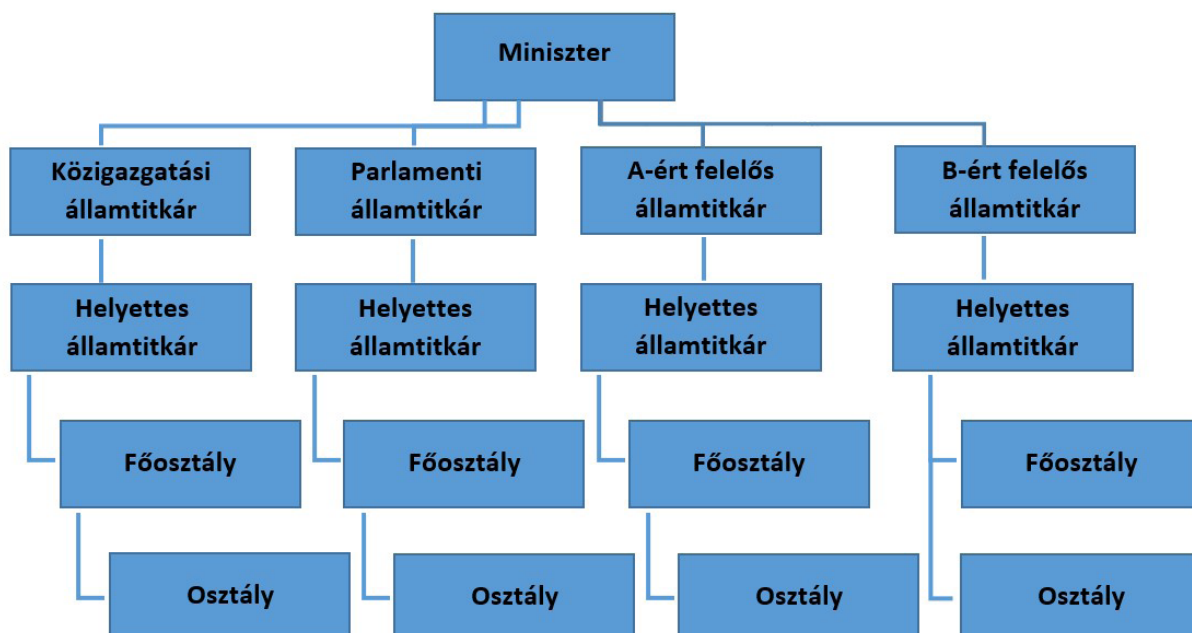 Miniszter
Közigazgatási
államtitkár
Parlamenti
államtitkár
A-ért felelős
államtitkár
B-ért felelős
államtitkár
Helyettes
államtitkár
Helyettes
államtitkár
Helyettes
államtitkár
Helyettes
államtitkár
Főosztály
Főosztály
Főosztály
Főosztály
Osztály
Osztály
Osztály
Osztály